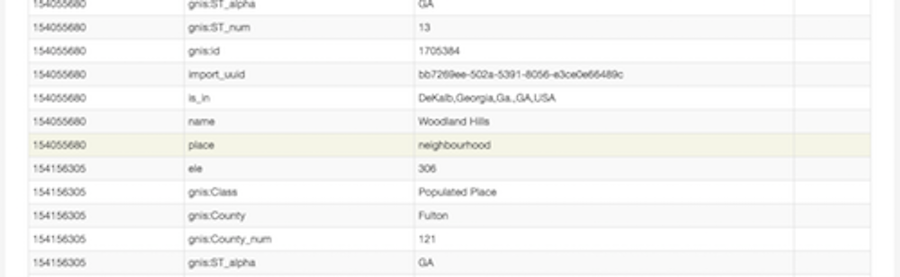 154055680 gnis:ST_alpha GA
154055680 gnis:ST_num 13
154055680 gnis:id 1705384
154055680 import_uuid bb7269ee-502a-5391-8056-e3ce0e66489c
154055680 is_in DeKalb,Georgia,Ga.,GA,USA
154055680 name Woodland Hills
154055680 place neighbourhood
154156305 ele 306
154156305 gnis:Class Populated Place
154156305 gnis:County Fulton
154156305 gnis:County_num 121
154156305 gnis:ST_alpha GA